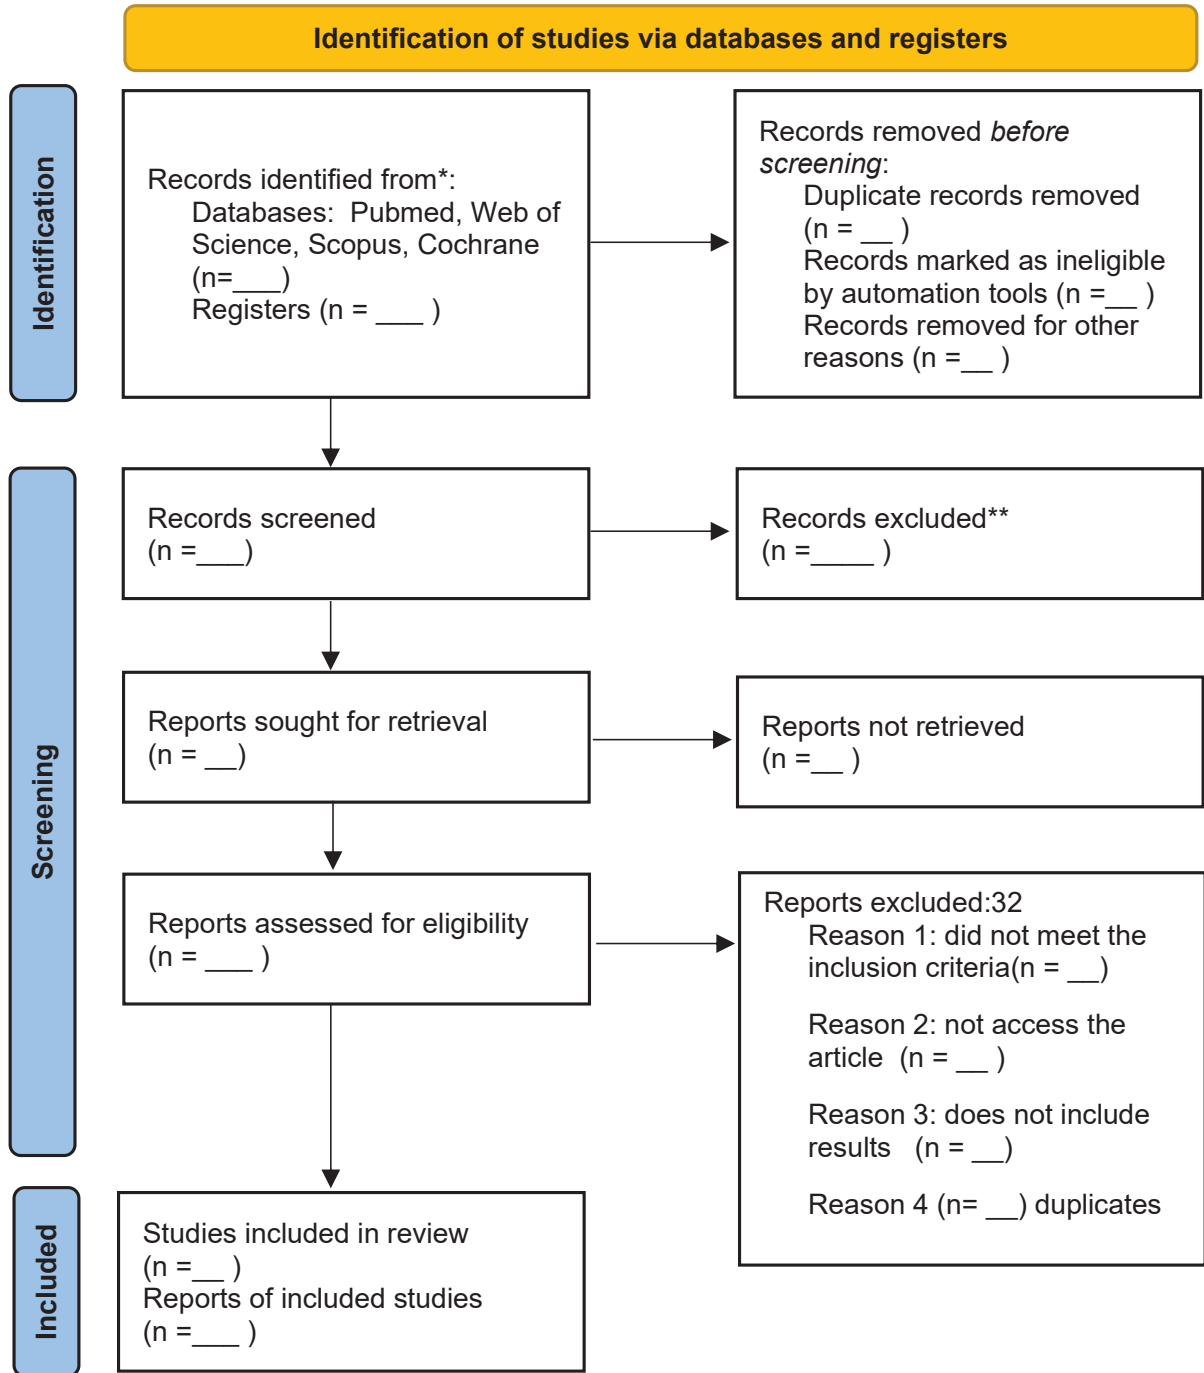 Identification of studies via databases and registers
Identification
Records identified from*:
Databases:  Pubmed, Web of
Science, Scopus, Cochrane
(n=___)
Registers (n = ___ )
Records removed before
screening:
Duplicate records removed
(n = __ )
Records marked as ineligible
by automation tools (n =__ )
Records removed for other
reasons (n =__ )
Screening
Records screened
(n =___)
Records excluded**
(n =____ )
Reports sought for retrieval
(n = __)
Reports not retrieved
(n =__ )
Reports assessed for eligibility
(n = ___ )
Reports excluded:32
Reason 1: did not meet the
inclusion criteria(n = __)
Reason 2: not access the
article  (n = __ )
Reason 3: does not include
results   (n = __)
Reason 4 (n= __) duplicates
Included
Studies included in review
(n =__ )
Reports of included studies
(n =___ )